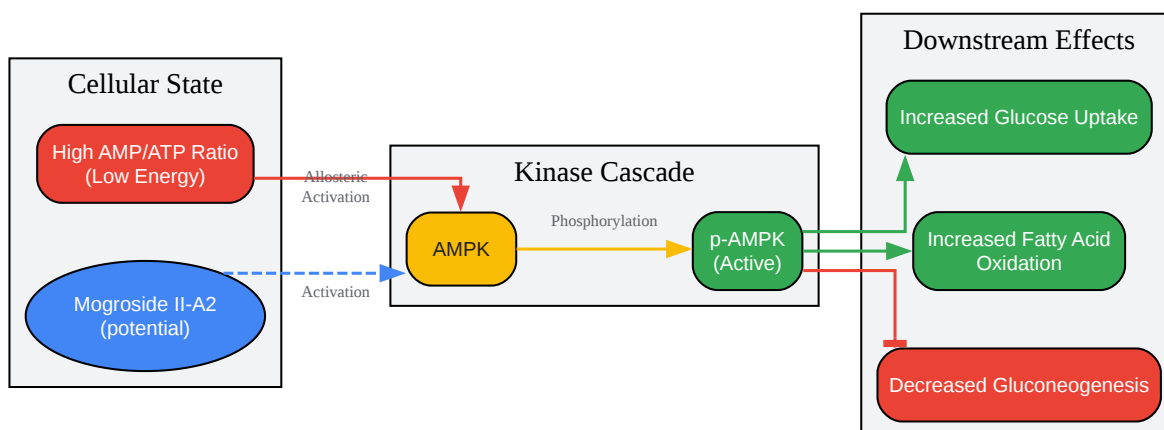 Cellular State
High AMP/ATP Ratio
(Low Energy)
Mogroside II-A2
(potential)
Allosteric
Activation
Activation
Kinase Cascade
AMPK
Phosphorylation
p-AMPK
(Active)
Downstream Effects
Increased Glucose Uptake
Increased Fatty Acid
Oxidation
Decreased Gluconeogenesis